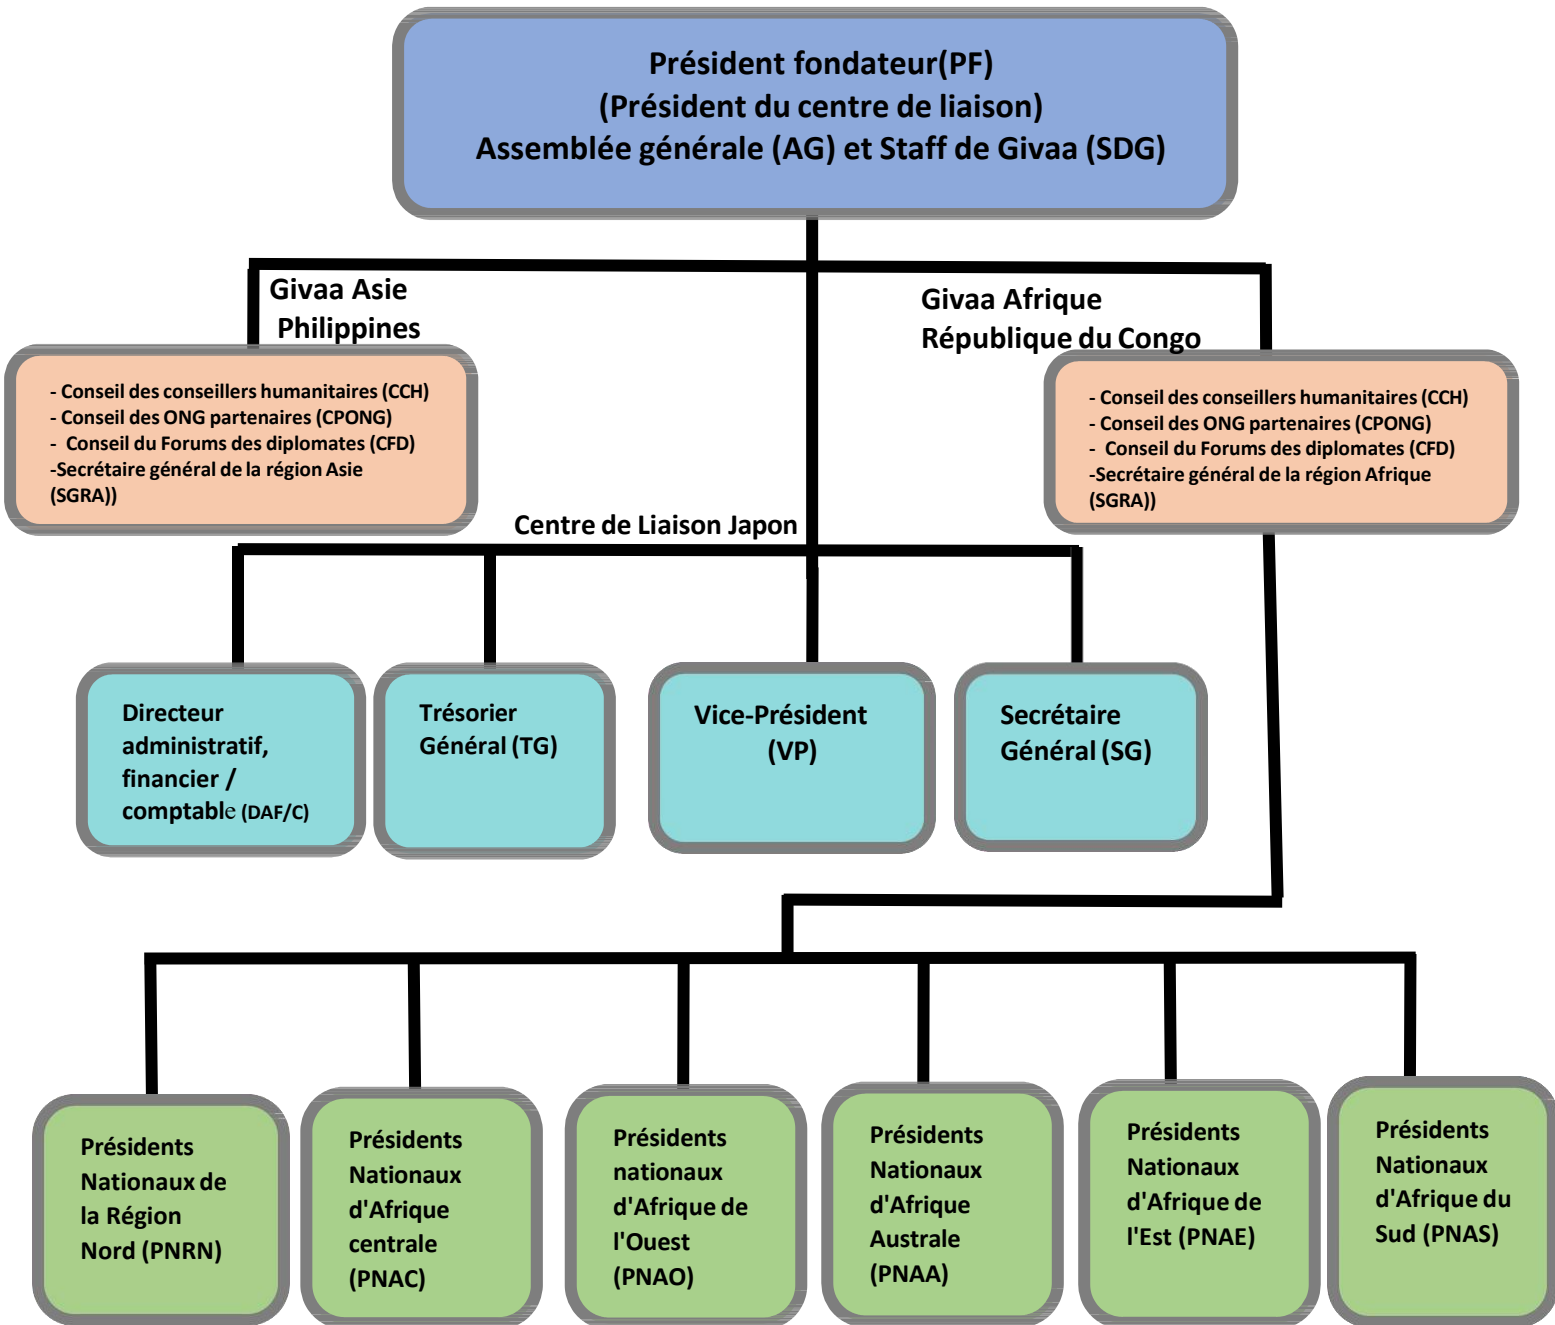 Président fondateur(PF)
(Président du centre de liaison)
Assemblée générale (AG) et Staff de Givaa (SDG)
Givaa Asie
Philippines
Givaa Afrique
République du Congo
- Conseil des conseillers humanitaires (CCH)
- Conseil des ONG partenaires (CPONG)
- Conseil du Forums des diplomates (CFD)
-Secrétaire général de la région Asie
(SGRA))
- Conseil des conseillers humanitaires (CCH)
- Conseil des ONG partenaires (CPONG)
- Conseil du Forums des diplomates (CFD)
-Secrétaire général de la région Afrique
(SGRA))
Centre de Liaison Japon
Directeur
administratif,
financier /
comptable (DAF/C)
Trésorier
Général (TG)
Vice-Président
(VP)
Secrétaire
Général (SG)
Présidents
Nationaux de
la Région
Nord (PNRN)
Présidents
Nationaux
d'Afrique
centrale
(PNAC)
Présidents
nationaux
d'Afrique de
l'Ouest
(PNAO)
Présidents
Nationaux
d'Afrique
Australe
(PNAA)
Présidents
Nationaux
d'Afrique de
l'Est (PNAE)
Présidents
Nationaux
d'Afrique du
Sud (PNAS)